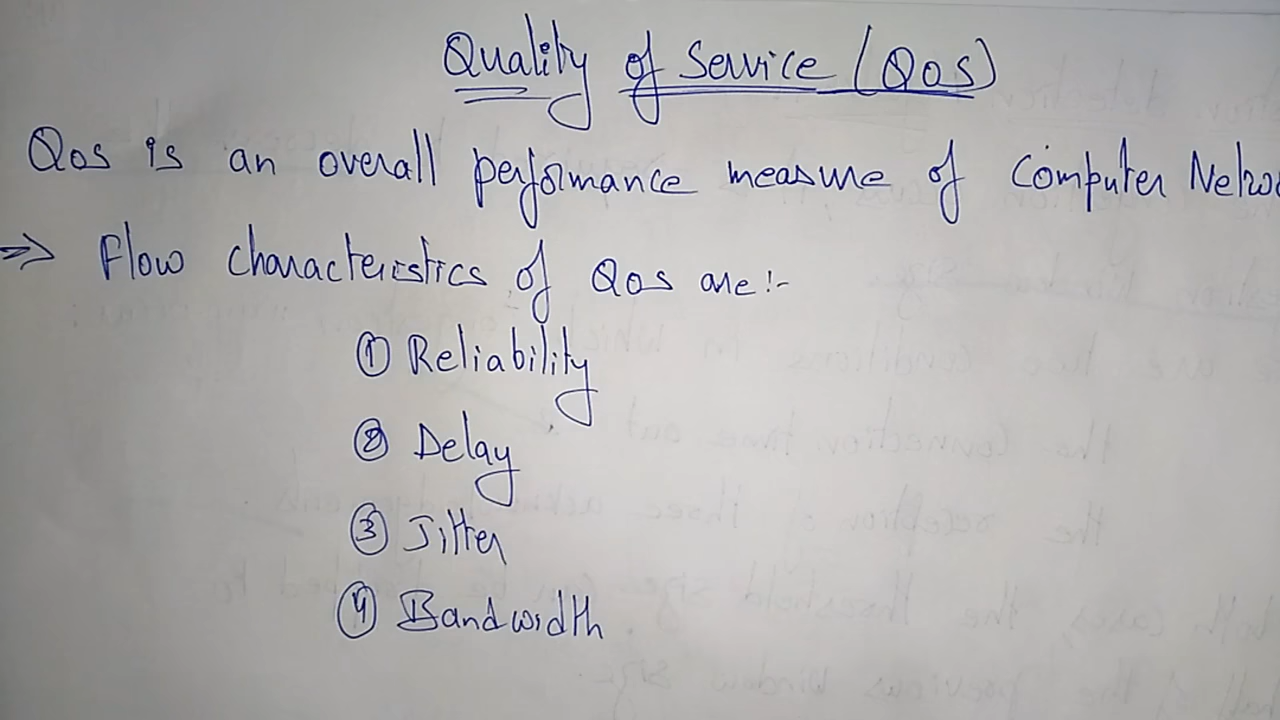 Quality of Service (QoS)
QoS is an overall performance measure of Computer Netwo
⇒ Flow characteristics of QoS are:-
① Reliability
② Delay
③ Jitter
④ Bandwidth